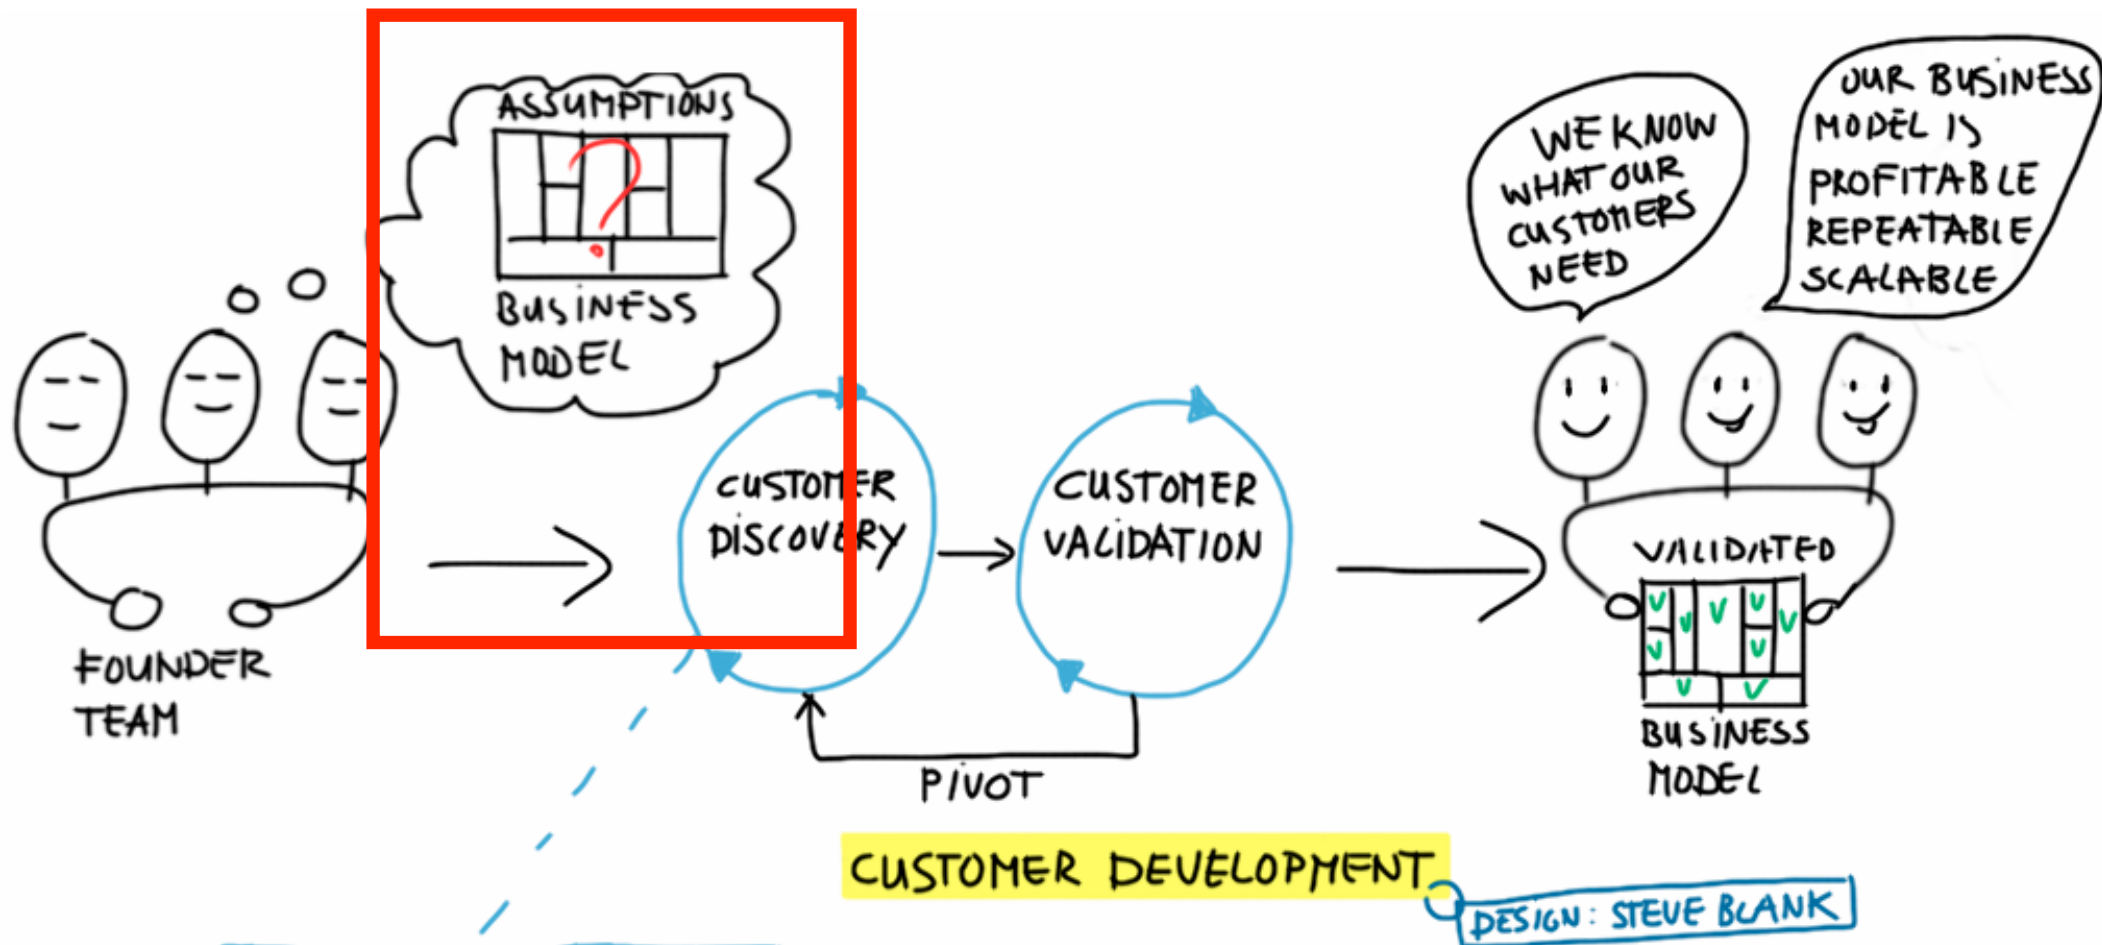 ASSUMPTIONS
?
BUSINESS
MODEL
FOUNDER
TEAM
CUSTOMER
DISCOVERY
CUSTOMER
VALIDATION
PIVOT
WE KNOW
WHAT OUR
CUSTOMERS
NEED
OUR BUSINESS
MODEL IS
PROFITABLE
REPEATABLE
SCALABLE
VALIDATED
BUSINESS
MODEL
CUSTOMER DEVELOPMENT
DESIGN: STEVE BLANK